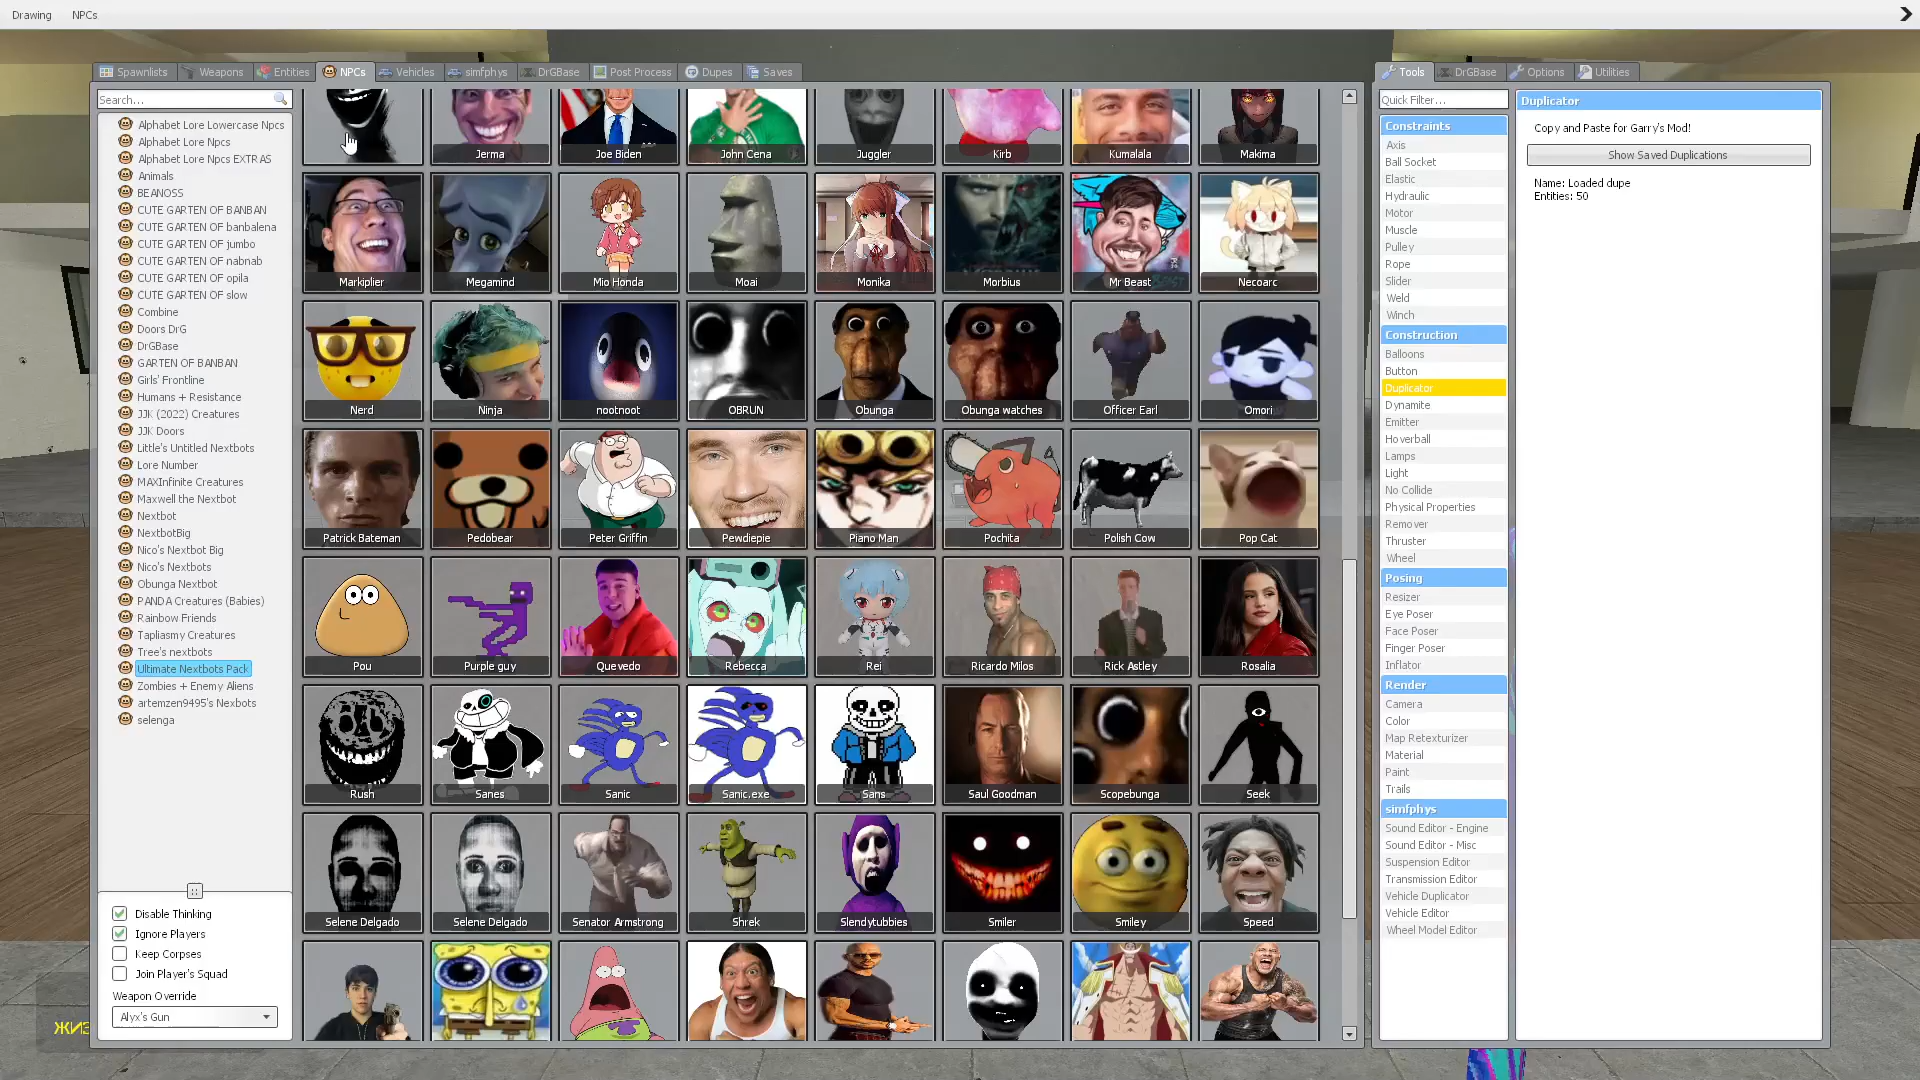 Drawing NPCs
Spawnlists Weapons Entities NPCs Vehicles simfphys DrGBase Post Process Dupes Saves
Search...
Alphabet Lore Lowercase Npcs
Alphabet Lore Npcs
Alphabet Lore Npcs EXTRAS
Animals
BEANOSS
CUTE GARTEN OF BANBAN
CUTE GARTEN OF banbalena
CUTE GARTEN OF jumbo
CUTE GARTEN OF nabnab
CUTE GARTEN OF opila
CUTE GARTEN OF slow
Combine
Doors DrG
DrGBase
GARTEN OF BANBAN
Girls' Frontline
Humans + Resistance
JJK (2022) Creatures
JJK Doors
Little's Untitled Nextbots
Lore Number
MAXInfinite Creatures
Maxwell the Nextbot
Nextbot
NextbotBig
Nico's Nextbot Big
Nico's Nextbots
Obunga Nextbot
PANDA Creatures (Babies)
Rainbow Friends
Tapliasmy Creatures
Tree's nextbots
Ultimate Nextbots Pack
Zombies + Enemy Aliens
artemzen9495's Nexbots
selenga
Disable Thinking
Ignore Players
Keep Corpses
Join Player's Squad
Weapon Override
Alyx's Gun
ЖИЗ
Jerma Joe Biden John Cena Juggler Kirb Kumalala Makima
Markiplier Megamind Mio Honda Moai Monika Morbius Mr Beast Necoarc
Nerd Ninja nootnoot OBRUN Obunga Obunga watches Officer Earl Omori
Patrick Bateman Pedobear Peter Griffin Pewdiepie Piano Man Pochita Polish Cow Pop Cat
Pou Purple guy Quevedo Rebecca Rei Ricardo Milos Rick Astley Rosalia
Rush Sanes Sanic Sanic.exe Sans Saul Goodman Scopebunga Seek
Selene Delgado Selene Delgado Senator Armstrong Shrek Slendytubbies Smiler Smiley Speed
Tools DrGBase Options Utilities
Quick Filter...
Constraints
Axis
Ball Socket
Elastic
Hydraulic
Motor
Muscle
Pulley
Rope
Slider
Weld
Winch
Construction
Balloons
Button
Duplicator
Dynamite
Emitter
Hoverball
Lamps
Light
No Collide
Physical Properties
Remover
Thruster
Wheel
Posing
Resizer
Eye Poser
Face Poser
Finger Poser
Inflator
Render
Camera
Color
Map Retexturizer
Material
Paint
Trails
simfphys
Sound Editor - Engine
Sound Editor - Misc
Suspension Editor
Transmission Editor
Vehicle Duplicator
Vehicle Editor
Wheel Model Editor
Duplicator
Copy and Paste for Garry's Mod!
Show Saved Duplications
Name: Loaded dupe
Entities: 50